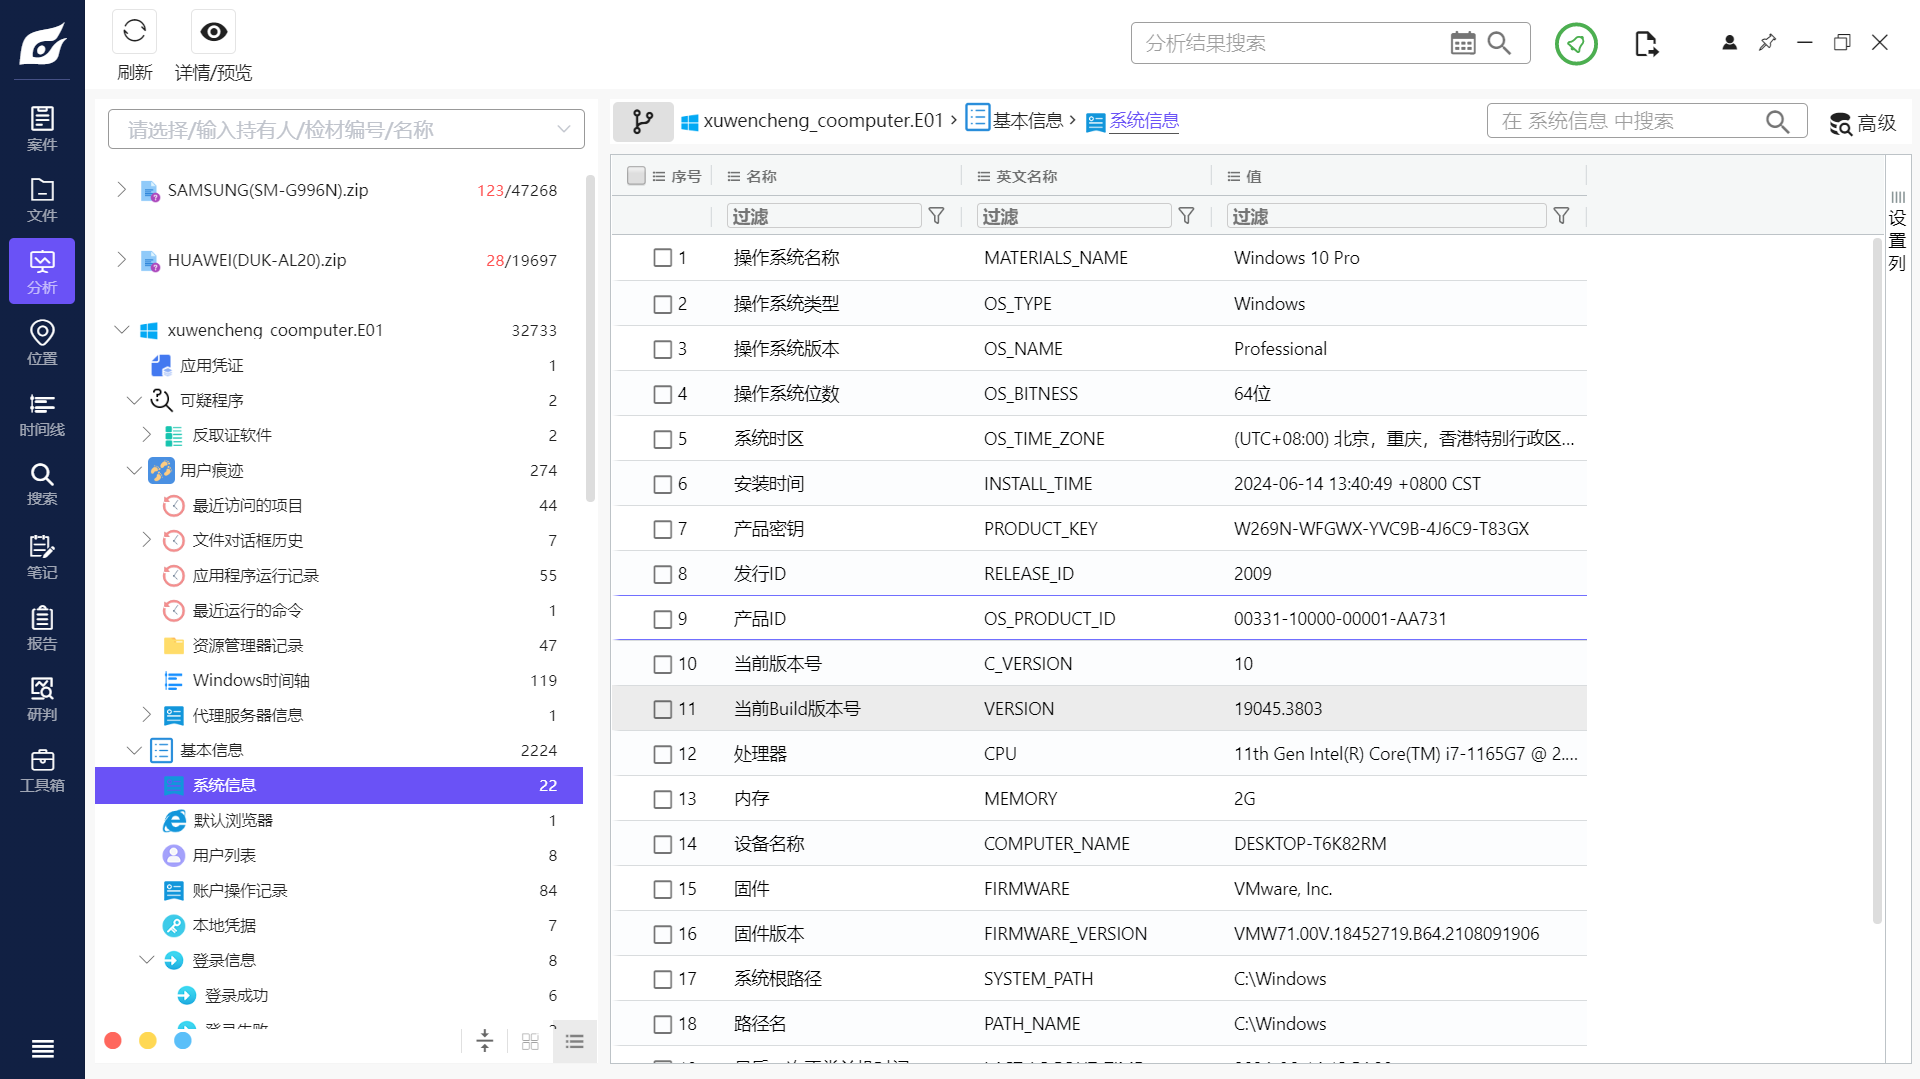 刷新
详情/预览
分析结果搜索
案件
文件
分析
位置
时间线
搜索
笔记
报告
研判
工具箱
请选择/输入持有人/检材编号/名称
SAMSUNG(SM-G996N).zip 123/47268
HUAWEI(DUK-AL20).zip 28/19697
xuwencheng_coomputer.E01 32733
应用凭证 1
可疑程序 2
反取证软件 2
用户痕迹 274
最近访问的项目 44
文件对话框历史 7
应用程序运行记录 55
最近运行的命令 1
资源管理器记录 47
Windows时间轴 119
代理服务器信息 1
基本信息 2224
系统信息 22
默认浏览器 1
用户列表 8
账户操作记录 84
本地凭据 7
登录信息 8
登录成功 6
xuwencheng_coomputer.E01 › 基本信息 › 系统信息
在 系统信息 中搜索
高级
序号 名称 英文名称 值
过滤 过滤 过滤
1 操作系统名称 MATERIALS_NAME Windows 10 Pro
2 操作系统类型 OS_TYPE Windows
3 操作系统版本 OS_NAME Professional
4 操作系统位数 OS_BITNESS 64位
5 系统时区 OS_TIME_ZONE (UTC+08:00) 北京，重庆，香港特别行政区...
6 安装时间 INSTALL_TIME 2024-06-14 13:40:49 +0800 CST
7 产品密钥 PRODUCT_KEY W269N-WFGWX-YVC9B-4J6C9-T83GX
8 发行ID RELEASE_ID 2009
9 产品ID OS_PRODUCT_ID 00331-10000-00001-AA731
10 当前版本号 C_VERSION 10
11 当前Build版本号 VERSION 19045.3803
12 处理器 CPU 11th Gen Intel(R) Core(TM) i7-1165G7 @ 2....
13 内存 MEMORY 2G
14 设备名称 COMPUTER_NAME DESKTOP-T6K82RM
15 固件 FIRMWARE VMware, Inc.
16 固件版本 FIRMWARE_VERSION VMW71.00V.18452719.B64.2108091906
17 系统根路径 SYSTEM_PATH C:\Windows
18 路径名 PATH_NAME C:\Windows
设置列